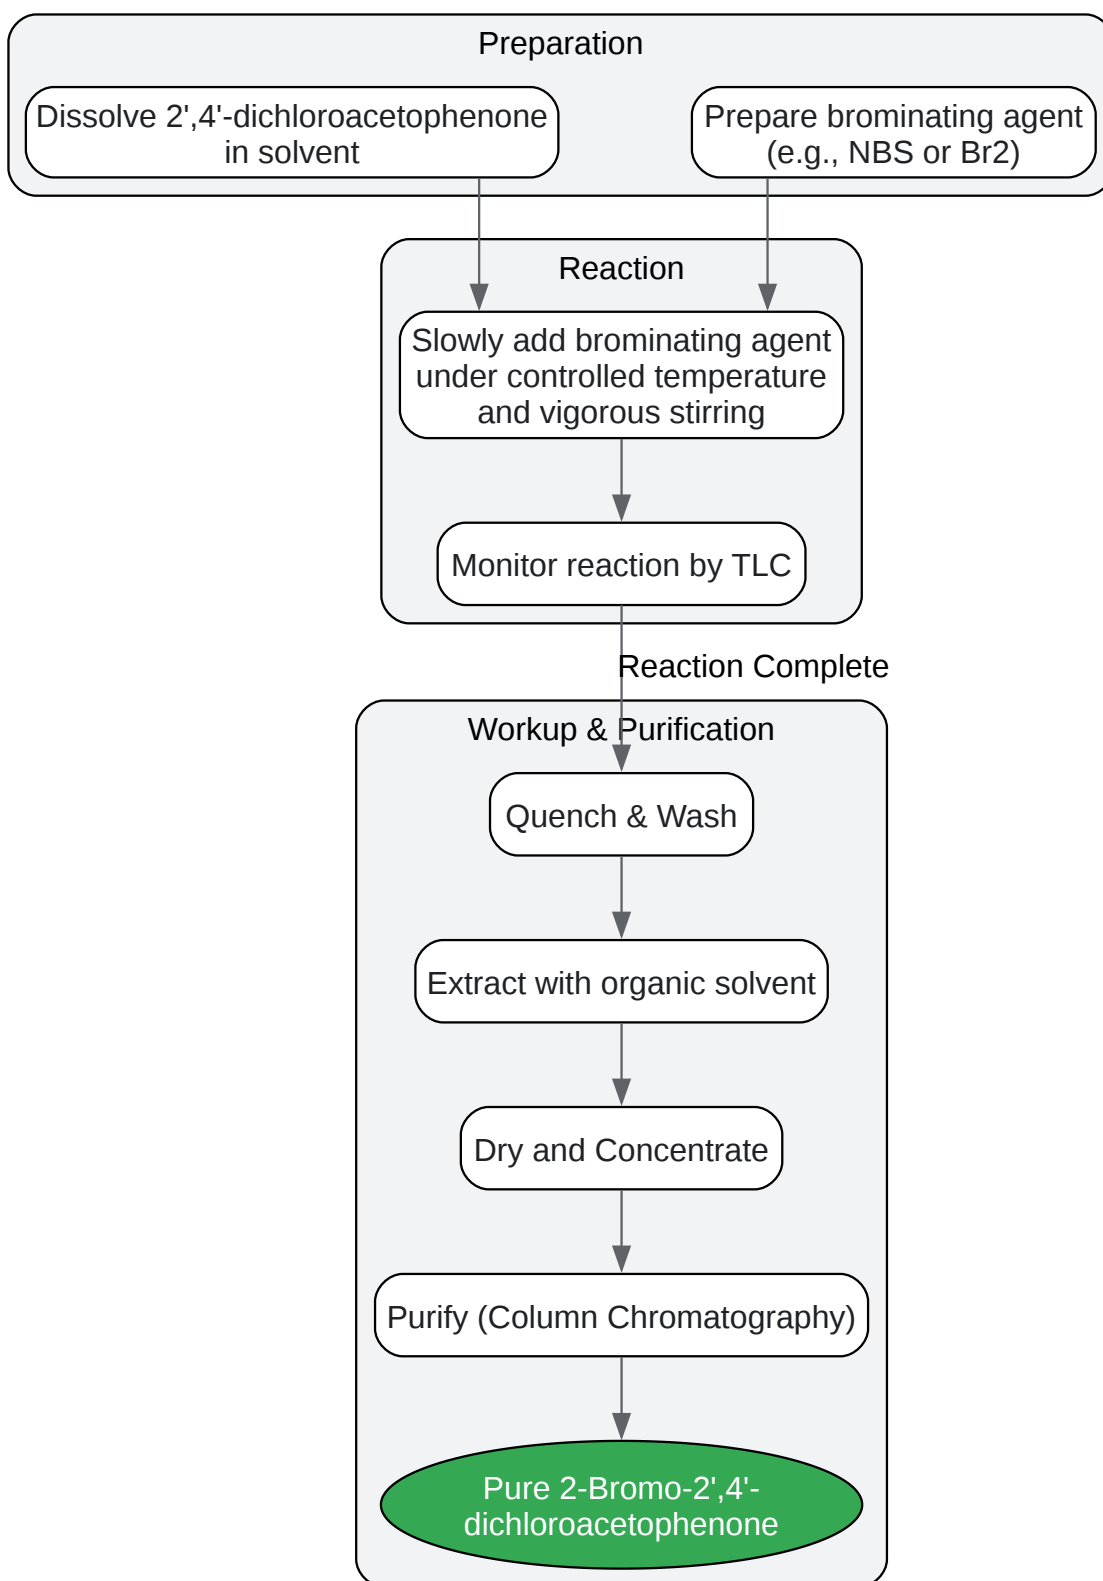 Preparation
Dissolve 2',4'-dichloroacetophenone
in solvent
Prepare brominating agent
(e.g., NBS or Br2)
Reaction
Slowly add brominating agent
under controlled temperature
and vigorous stirring
Monitor reaction by TLC
Reaction Complete
Workup & Purification
Quench & Wash
Extract with organic solvent
Dry and Concentrate
Purify (Column Chromatography)
Pure 2-Bromo-2',4'-
dichloroacetophenone